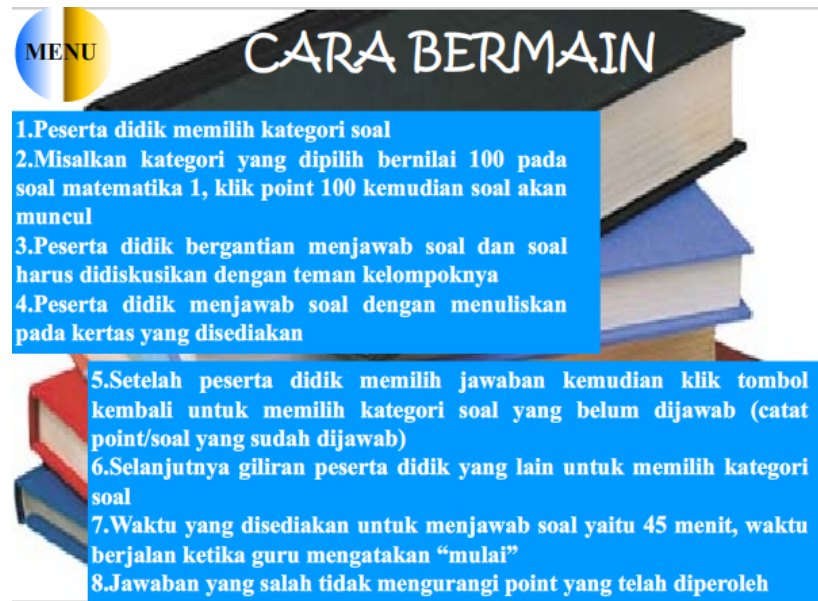 MENU
CARA BERMAIN
1.Peserta didik memilih kategori soal
2.Misalkan kategori yang dipilih bernilai 100 pada
soal matematika 1, klik point 100 kemudian soal akan
muncul
3.Peserta didik bergantian menjawab soal dan soal
harus didiskusikan dengan teman kelompoknya
4.Peserta didik menjawab soal dengan menuliskan
pada kertas yang disediakan
5.Setelah peserta didik memilih jawaban kemudian klik tombol
kembali untuk memilih kategori soal yang belum dijawab (catat
point/soal yang sudah dijawab)
6.Selanjutnya giliran peserta didik yang lain untuk memilih kategori
soal
7.Waktu yang disediakan untuk menjawab soal yaitu 45 menit, waktu
berjalan ketika guru mengatakan “mulai”
8.Jawaban yang salah tidak mengurangi point yang telah diperoleh